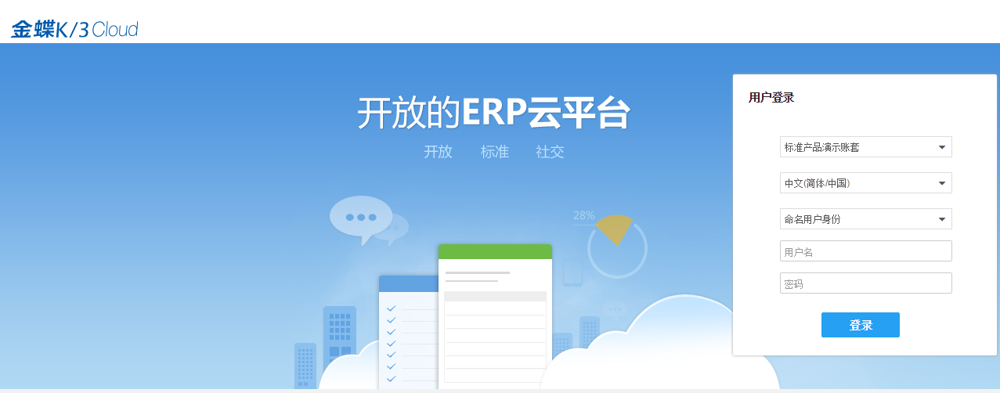 金蝶K/3 Cloud
开放的ERP云平台
开放 标准 社交
28%
用户登录
标准产品演示账套
中文(简体/中国)
命名用户身份
用户名
密码
登录